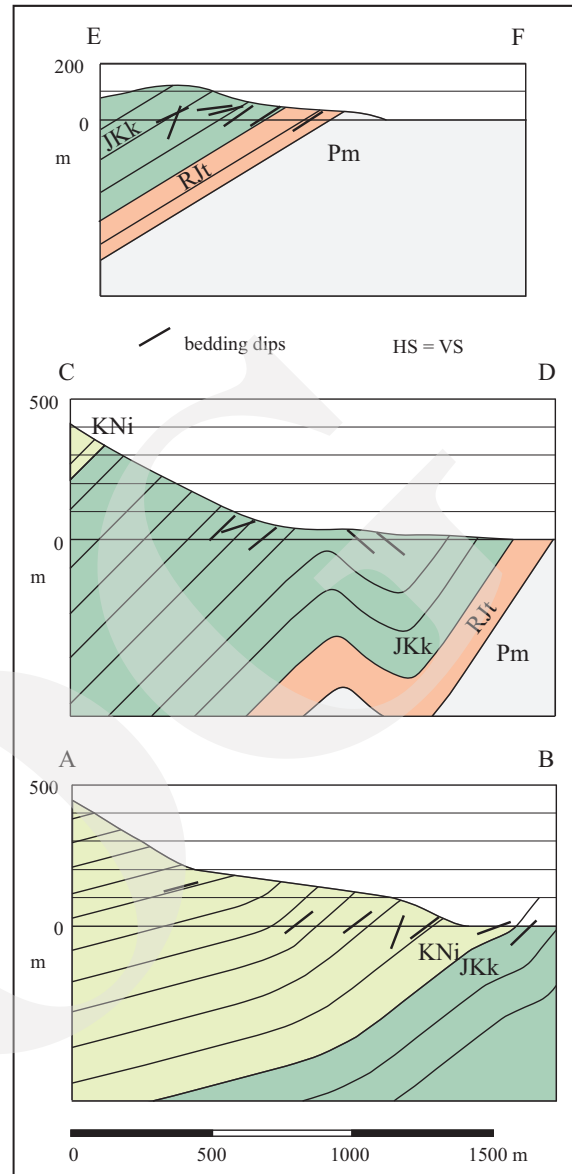 E F
200
0
m
JKk
RJt
Pm
bedding dips HS = VS
C D
500
KNi
0
m
JKk
RJt
Pm
A B
500
0
m
KNi
JKk
0 500 1000 1500 m